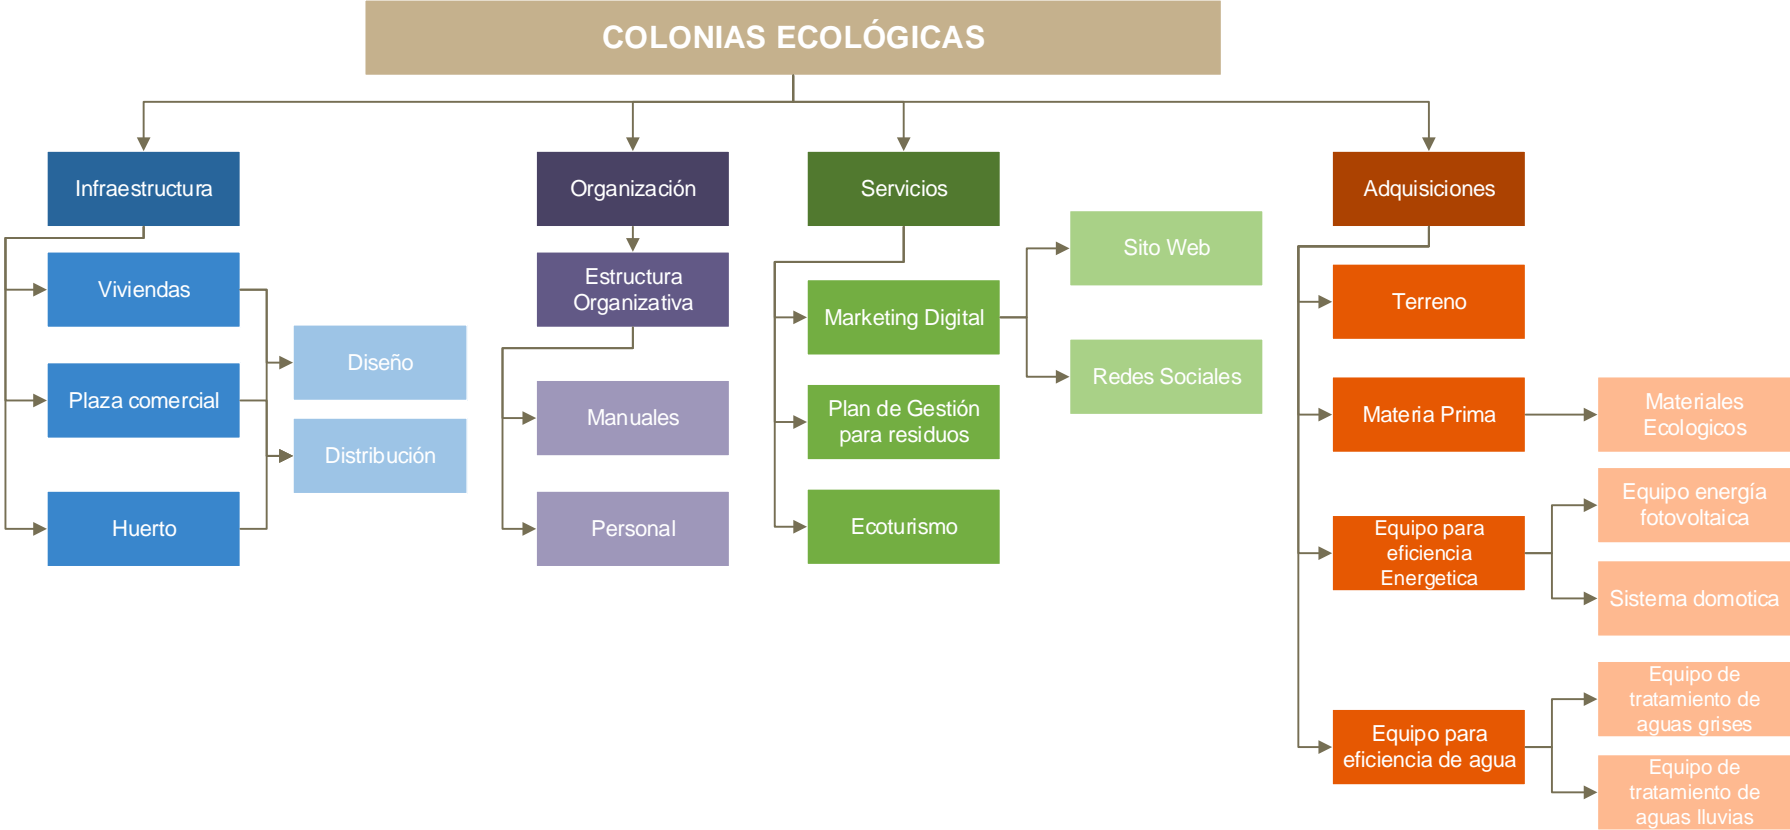 COLONIAS ECOLÓGICAS
Infraestructura
Viviendas
Plaza comercial
Huerto
Diseño
Distribución
Organización
Estructura
Organizativa
Manuales
Personal
Servicios
Marketing Digital
Plan de Gestión
para residuos
Ecoturismo
Sito Web
Redes Sociales
Adquisiciones
Terreno
Materia Prima
Equipo para
eficiencia
Energetica
Equipo para
eficiencia de agua
Materiales
Ecologicos
Equipo energía
fotovoltaica
Sistema domotica
Equipo de
tratamiento de
aguas grises
Equipo de
tratamiento de
aguas lluvias